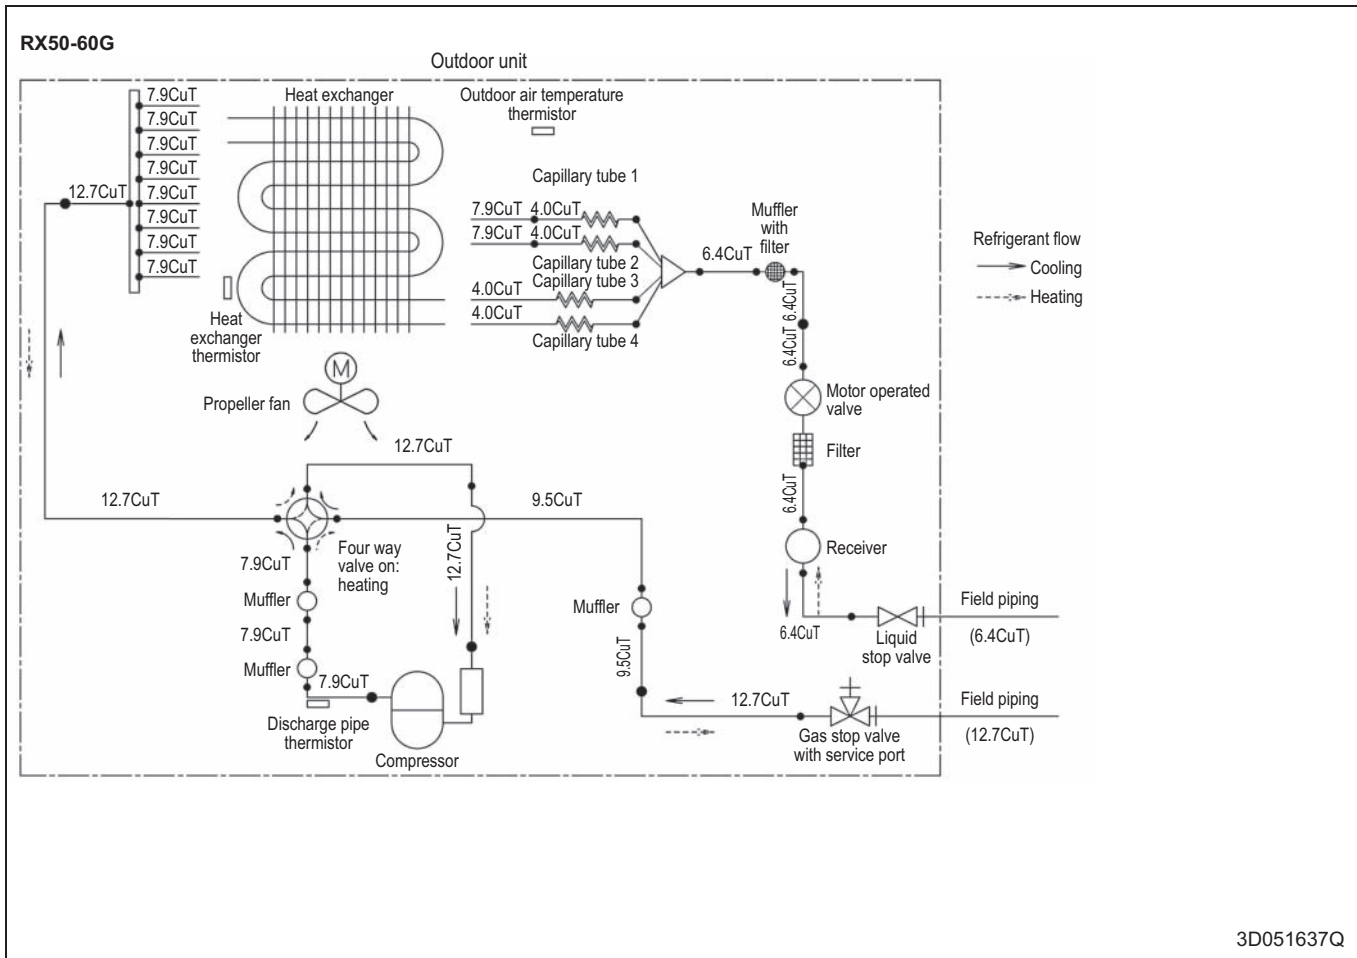 RX50-60G
Outdoor unit
7.9CuT
7.9CuT
7.9CuT
7.9CuT
7.9CuT
7.9CuT
7.9CuT
7.9CuT
12.7CuT
Heat exchanger
Outdoor air temperature
thermistor
Capillary tube 1
7.9CuT 4.0CuT
7.9CuT 4.0CuT
Capillary tube 2
Capillary tube 3
4.0CuT
4.0CuT
Capillary tube 4
6.4CuT
Muffler
with
filter
6.4CuT
6.4CuT
Refrigerant flow
Cooling
Heating
Heat
exchanger
thermistor
M
Propeller fan
Motor operated
valve
Filter
6.4CuT
Receiver
12.7CuT
12.7CuT
9.5CuT
12.7CuT
Four way
valve on:
heating
7.9CuT
Muffler
7.9CuT
Muffler
7.9CuT
Discharge pipe
thermistor
Compressor
Muffler
9.5CuT
6.4CuT
Liquid
stop valve
Field piping
(6.4CuT)
12.7CuT
Gas stop valve
with service port
Field piping
(12.7CuT)
3D051637Q